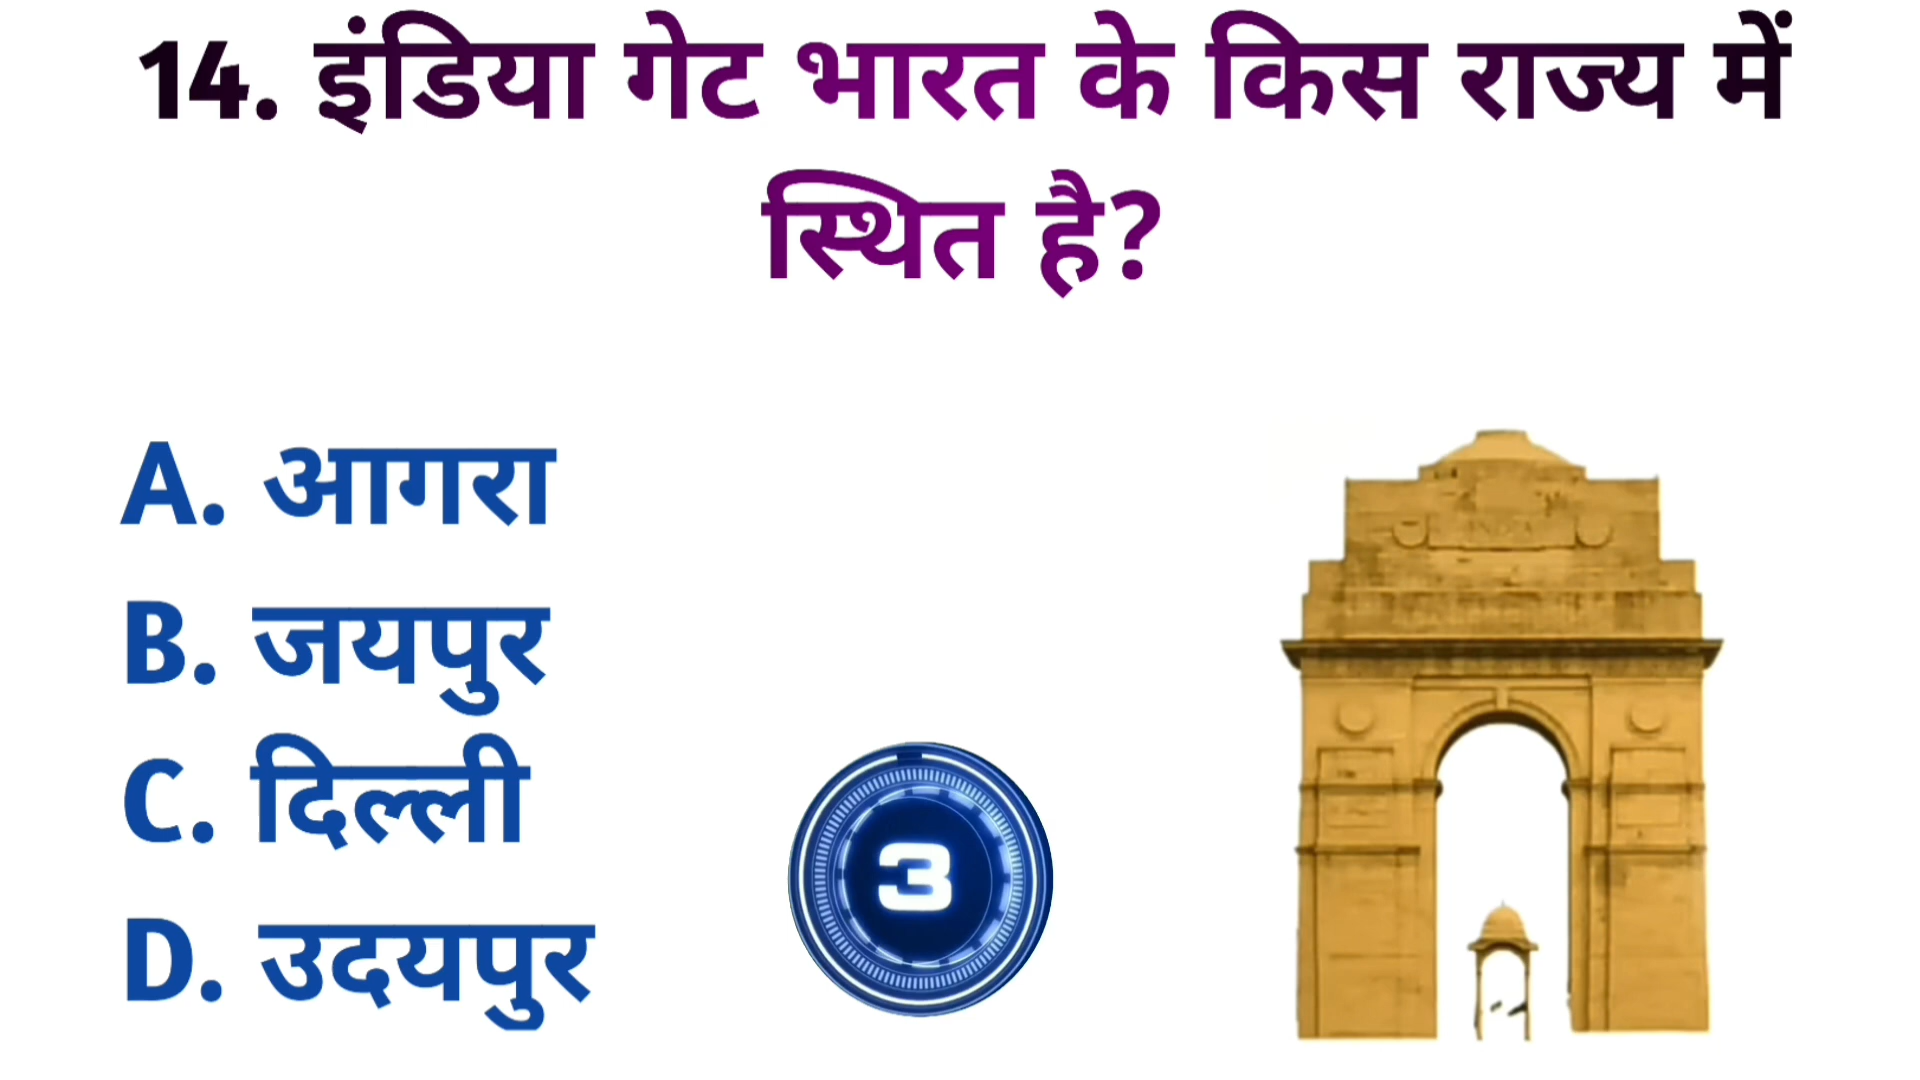 14. इंडिया गेट भारत के किस राज्य में
स्थित है?
A. आगरा
B. जयपुर
C. दिल्ली
D. उदयपुर
3